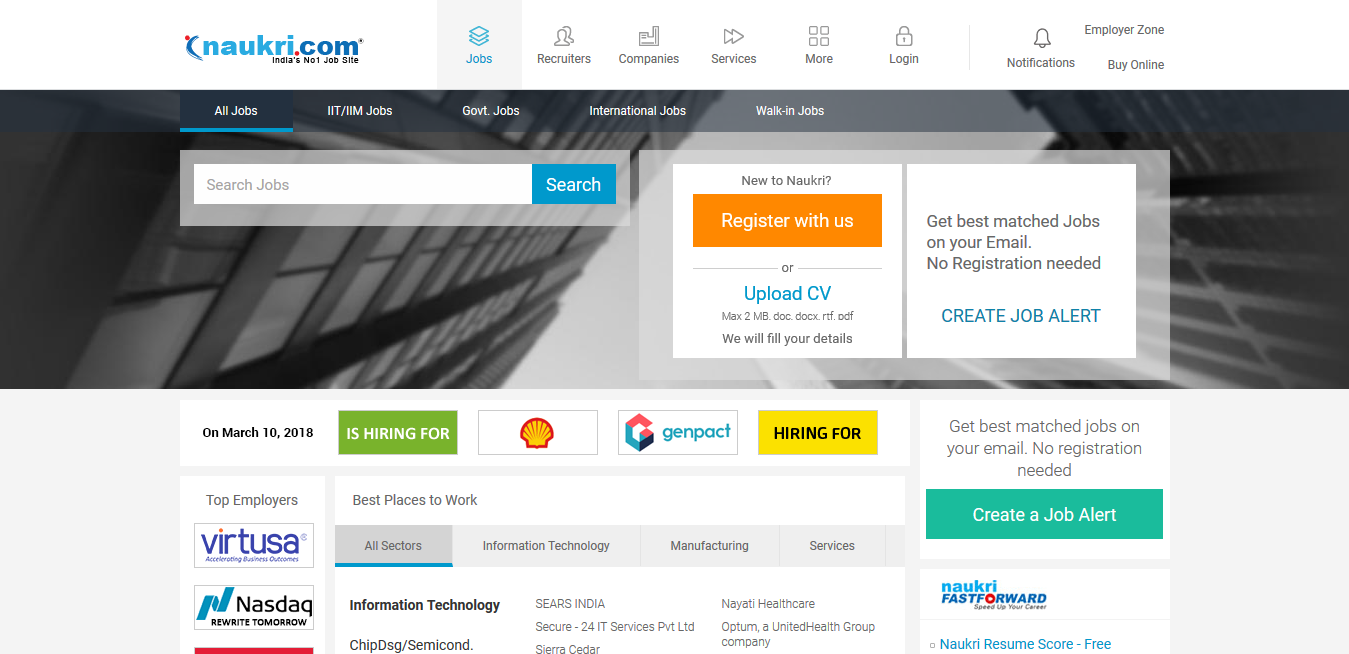 naukri.com
India's No1 Job Site
Jobs
Recruiters
Companies
Services
More
Login
Notifications
Employer Zone
Buy Online
All Jobs
IIT/IIM Jobs
Govt. Jobs
International Jobs
Walk-in Jobs
Search Jobs
Search
New to Naukri?
Register with us
or
Upload CV
Max 2 MB. doc. docx. rtf. pdf
We will fill your details
Get best matched Jobs
on your Email.
No Registration needed
CREATE JOB ALERT
On March 10, 2018
IS HIRING FOR
genpact
HIRING FOR
Get best matched jobs on
your email. No registration
needed
Create a Job Alert
Top Employers
virtusa®
Accelerating Business Outcomes
Nasdaq
REWRITE TOMORROW
Best Places to Work
All Sectors
Information Technology
Manufacturing
Services
Information Technology
ChipDsg/Semicond.
SEARS INDIA
Secure - 24 IT Services Pvt Ltd
Sierra Cedar
Nayati Healthcare
Optum, a UnitedHealth Group
company
naukri
FASTFORWARD
Speed Up Your Career
Naukri Resume Score - Free